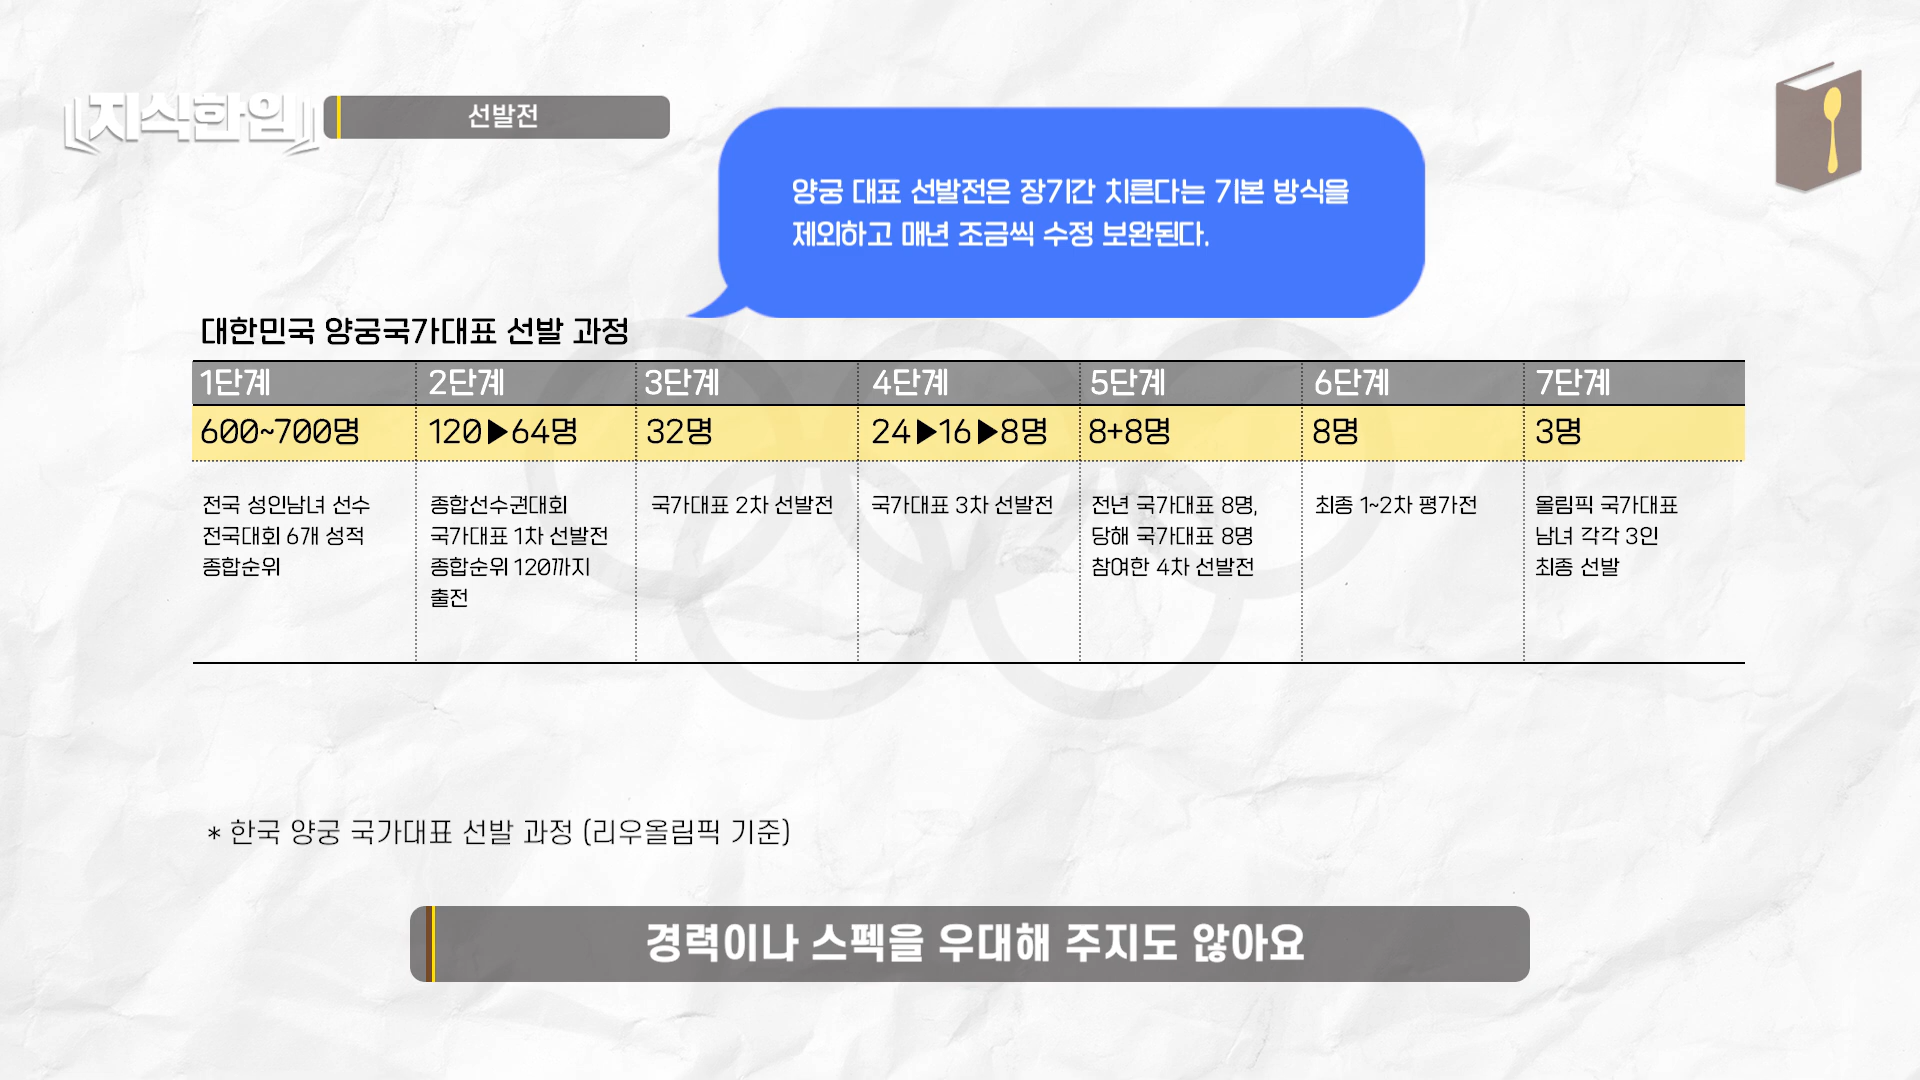 지식한입
선발전
양궁 대표 선발전은 장기간 치른다는 기본 방식을
제외하고 매년 조금씩 수정 보완된다.
대한민국 양궁국가대표 선발 과정
1단계
2단계
3단계
4단계
5단계
6단계
7단계
600~700명
120▶64명
32명
24▶16▶8명
8+8명
8명
3명
전국 성인남녀 선수
전국대회 6개 성적
종합순위
종합선수권대회
국가대표 1차 선발전
종합순위 120까지
출전
국가대표 2차 선발전
국가대표 3차 선발전
전년 국가대표 8명,
당해 국가대표 8명
참여한 4차 선발전
최종 1~2차 평가전
올림픽 국가대표
남녀 각각 3인
최종 선발
* 한국 양궁 국가대표 선발 과정 (리우올림픽 기준)
경력이나 스펙을 우대해 주지도 않아요